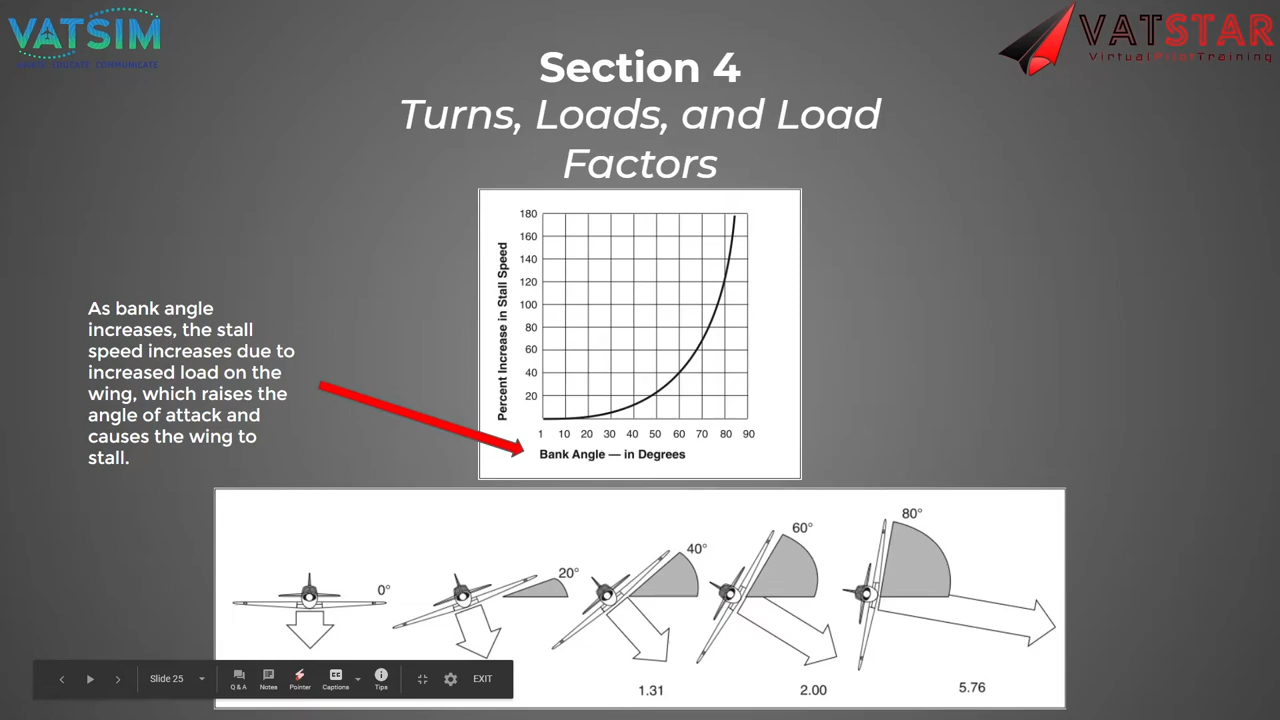 VATSIM
VATSTAR
VirtualPilotTraining
Section 4
Turns, Loads, and Load
Factors
As bank angle
increases, the stall
speed increases due to
increased load on the
wing, which raises the
angle of attack and
causes the wing to
stall.
Percent Increase in Stall Speed
180
160
140
120
100
80
60
40
20
1 10 20 30 40 50 60 70 80 90
Bank Angle — in Degrees
0°
20°
40°
60°
80°
1.31
2.00
5.76
Slide 25
Q & A
Notes
Pointer
CC
Captions
Tips
EXIT